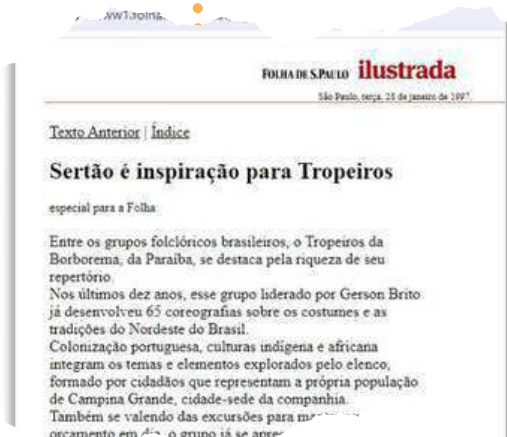 FOLHA DE S.PAULO ilustrada
São Paulo, terça, 28 de janeiro de 1997.
Texto Anterior | Índice
Sertão é inspiração para Tropeiros
especial para a Folha
Entre os grupos folclóricos brasileiros, o Tropeiros da
Borborema, da Paraíba, se destaca pela riqueza de seu
repertório.
Nos últimos dez anos, esse grupo liderado por Gerson Brito
já desenvolveu 65 coreografias sobre os costumes e as
tradições do Nordeste do Brasil.
Colonização portuguesa, culturas indígena e africana
integram os temas e elementos explorados pelo elenco,
formado por cidadãos que representam a própria população
de Campina Grande, cidade-sede da companhia.
Também se valendo das excursões para
orçamento em o grupo já se